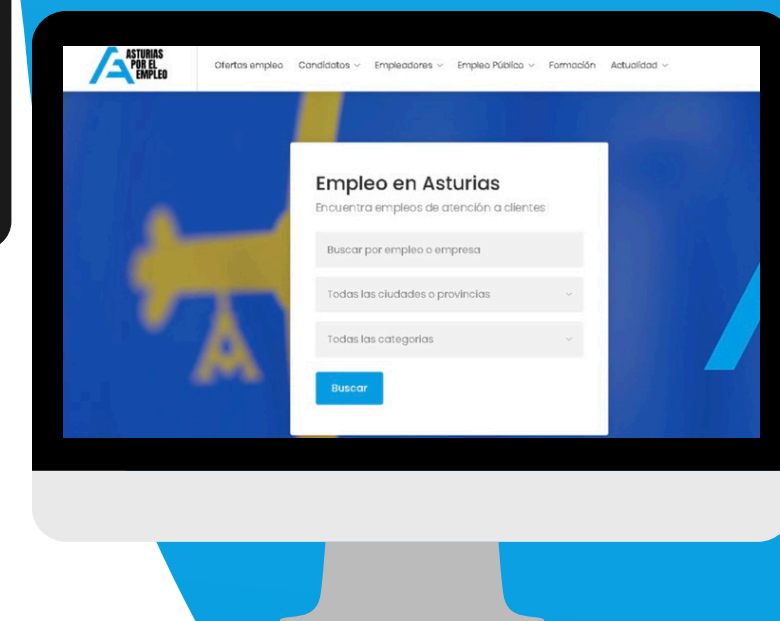 ASTURIAS
POR EL
EMPLEO
Ofertas empleo Candidatos Empleadores Empleo Público Formación Actualidad
Empleo en Asturias
Encuentra empleos de atención a clientes
Buscar por empleo o empresa
Todas las ciudades o provincias
Todas las categorias
Buscar